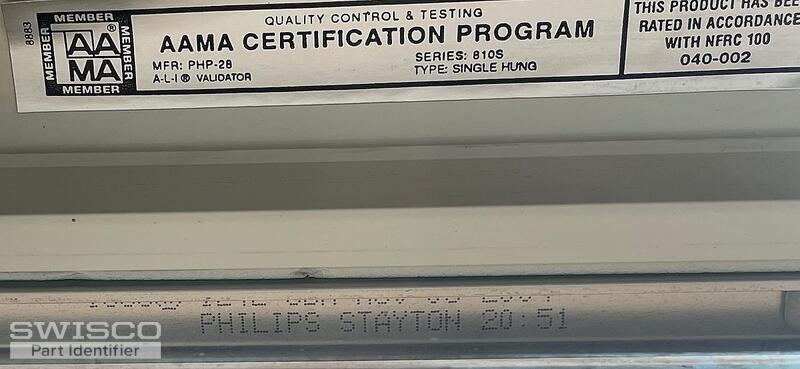 8883
MEMBER
MEMBER
AA
MA
MEMBER
MEMBER
®
QUALITY CONTROL & TESTING
AAMA CERTIFICATION PROGRAM
MFR: PHP-28
SERIES: 810S
A-L-I ® VALIDATOR
TYPE: SINGLE HUNG
THIS PRODUCT HAS
RATED IN ACCORDANCE
WITH NFRC 100
040-002
PHILIPS STAYTON 20:51
SWISCO
Part Identifier